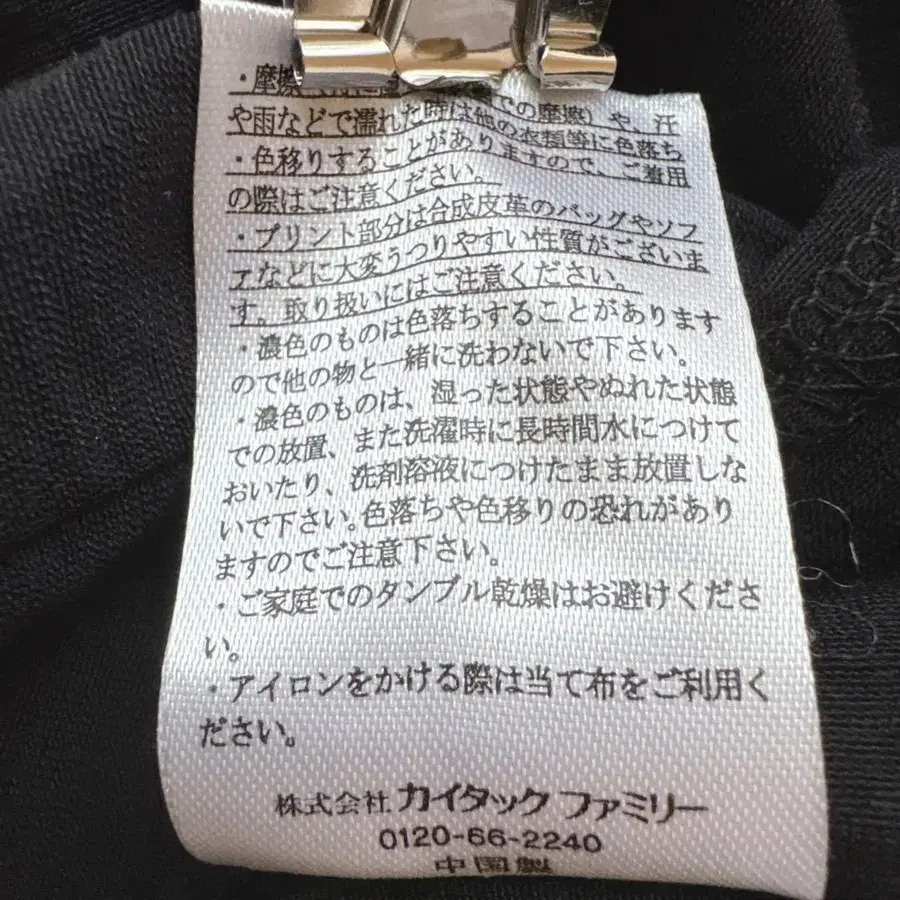 での摩擦）や、汗
や雨などで濡れた時は他の衣類等に色落ち
・色移りすることがありますので、ご着用
の際はご注意ください。
・プリント部分は合成皮革のバッグやソフ
ァなどに大変うつりやすい性質がございま
す。取り扱いにはご注意ください。
・濃色のものは色落ちすることがあります
ので他の物と一緒に洗わないで下さい。
・濃色のものは、湿った状態やぬれた状態
での放置、また洗濯時に長時間水につけて
おいたり、洗剤溶液につけたまま放置しな
いで下さい。色落ちや色移りの恐れがあり
ますのでご注意下さい。
・ご家庭でのタンブル乾燥はお避けくださ
い。
・アイロンをかける際は当て布をご利用く
ださい。
株式会社 カイタック ファミリー
0120-66-2240
中国製